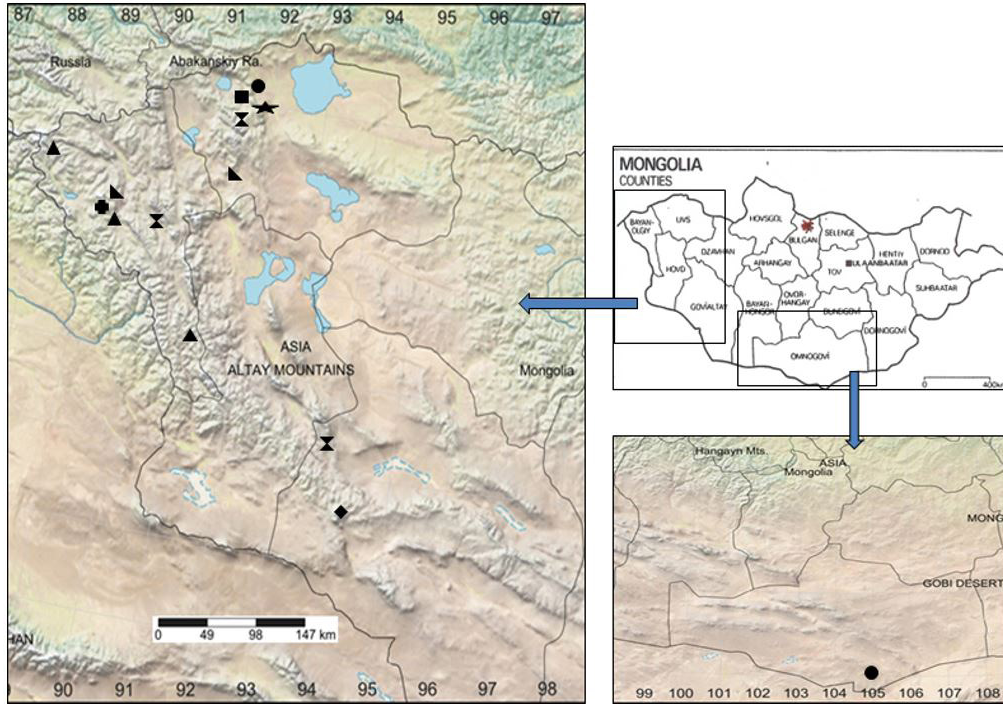 87 88 89 90 91 92 93 94 95 96 97
Russia
Abakanskiy Ra.
ASIA
ALTAY MOUNTAINS
Mongolia
0 49 98 147 km
90 91 92 93 94 95 96 97 98
MONGOLIA
COUNTIES
BAYAN-
OLGIY
UVS
HOVD
DZAVHAN
GOVIALTAY
HOVSGOL
BULGAN
SELENGE
ARHANGAY
TOV
ULAANBAATAR
HENTIY
DORNOD
SUHBAATAR
BAYAN-
HONGOR
OVOR-
HANGAY
DUNDGOVI
DORNOGOVI
OMNOGOVI
0 400K
Hangayn Mts.
ASIA
Mongolia
MONG
GOBI DESERT
99 100 101 102 103 104 105 106 107 108